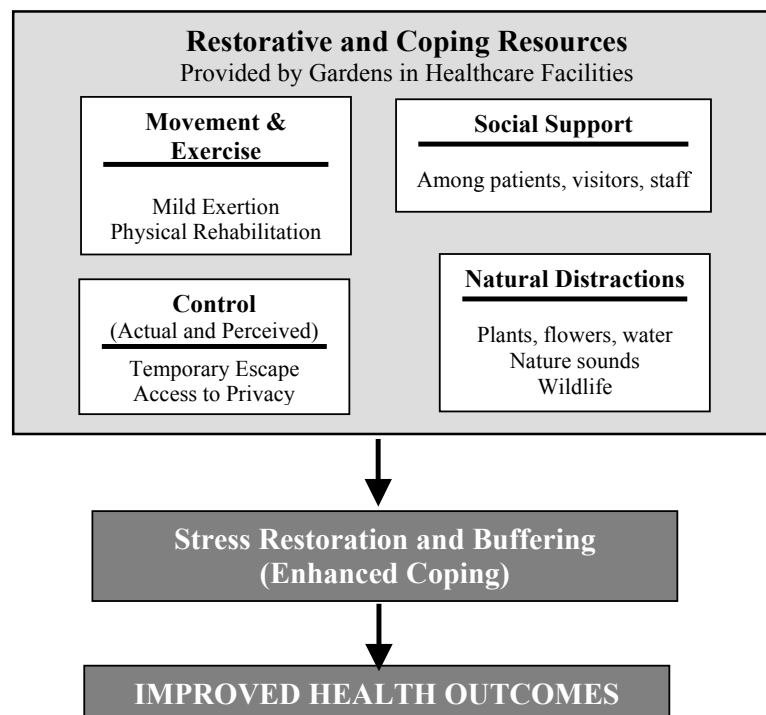 Restorative and Coping Resources
Provided by Gardens in Healthcare Facilities
Movement &
Exercise
Mild Exertion
Physical Rehabilitation
Social Support
Among patients, visitors, staff
Control
(Actual and Perceived)
Temporary Escape
Access to Privacy
Natural Distractions
Plants, flowers, water
Nature sounds
Wildlife
Stress Restoration and Buffering
(Enhanced Coping)
IMPROVED HEALTH OUTCOMES